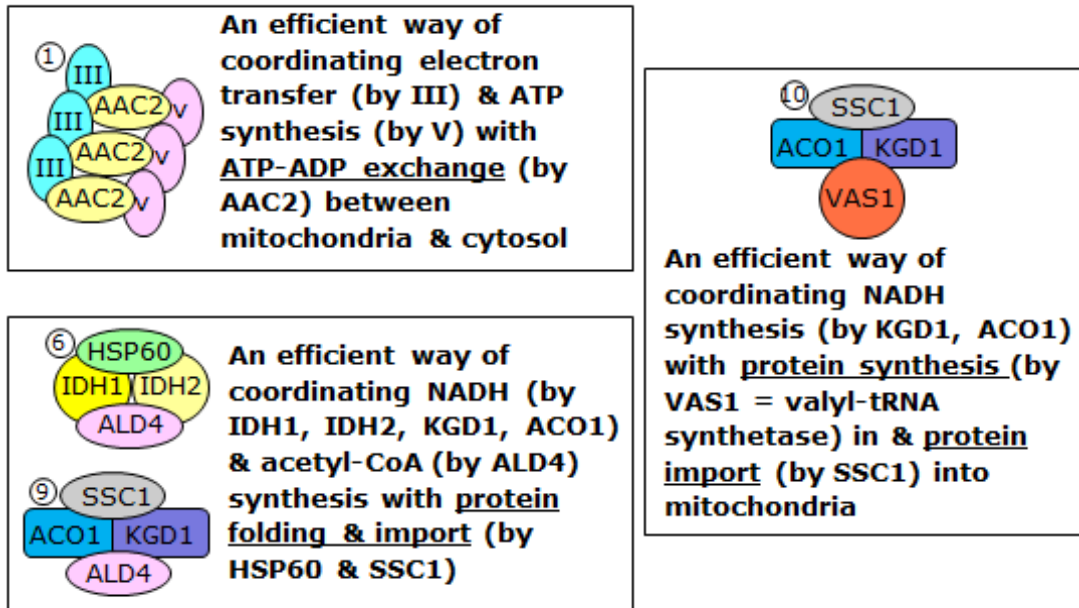 1
III
III
III
AAC2
AAC2
AAC2
v
v
v
An efficient way of
coordinating electron
transfer (by III) & ATP
synthesis (by V) with
ATP-ADP exchange (by
AAC2) between
mitochondria & cytosol
6
HSP60
IDH1 IDH2
ALD4
9
SSC1
ACO1 KGD1
ALD4
An efficient way of
coordinating NADH (by
IDH1, IDH2, KGD1, ACO1)
& acetyl-CoA (by ALD4)
synthesis with protein
folding & import (by
HSP60 & SSC1)
10
SSC1
ACO1 KGD1
VAS1
An efficient way of
coordinating NADH
synthesis (by KGD1, ACO1)
with protein synthesis (by
VAS1 = valyl-tRNA
synthetase) in & protein
import (by SSC1) into
mitochondria